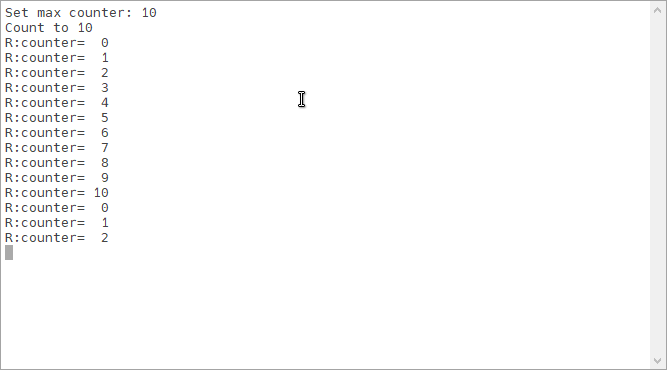 Set max counter: 10
Count to 10
R:counter=  0
R:counter=  1
R:counter=  2
R:counter=  3
R:counter=  4
R:counter=  5
R:counter=  6
R:counter=  7
R:counter=  8
R:counter=  9
R:counter= 10
R:counter=  0
R:counter=  1
R:counter=  2